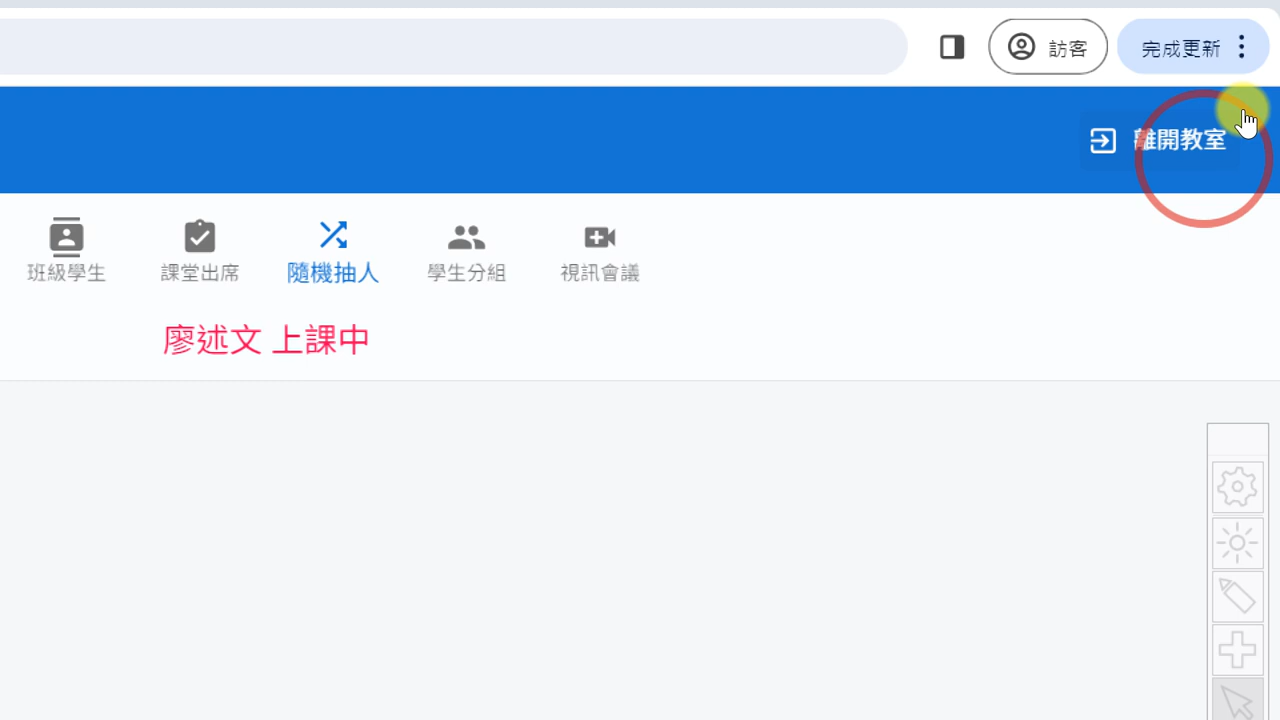 訪客 完成更新
離開教室
班級學生 課堂出席 隨機抽人 學生分組 視訊會議
廖述文 上課中